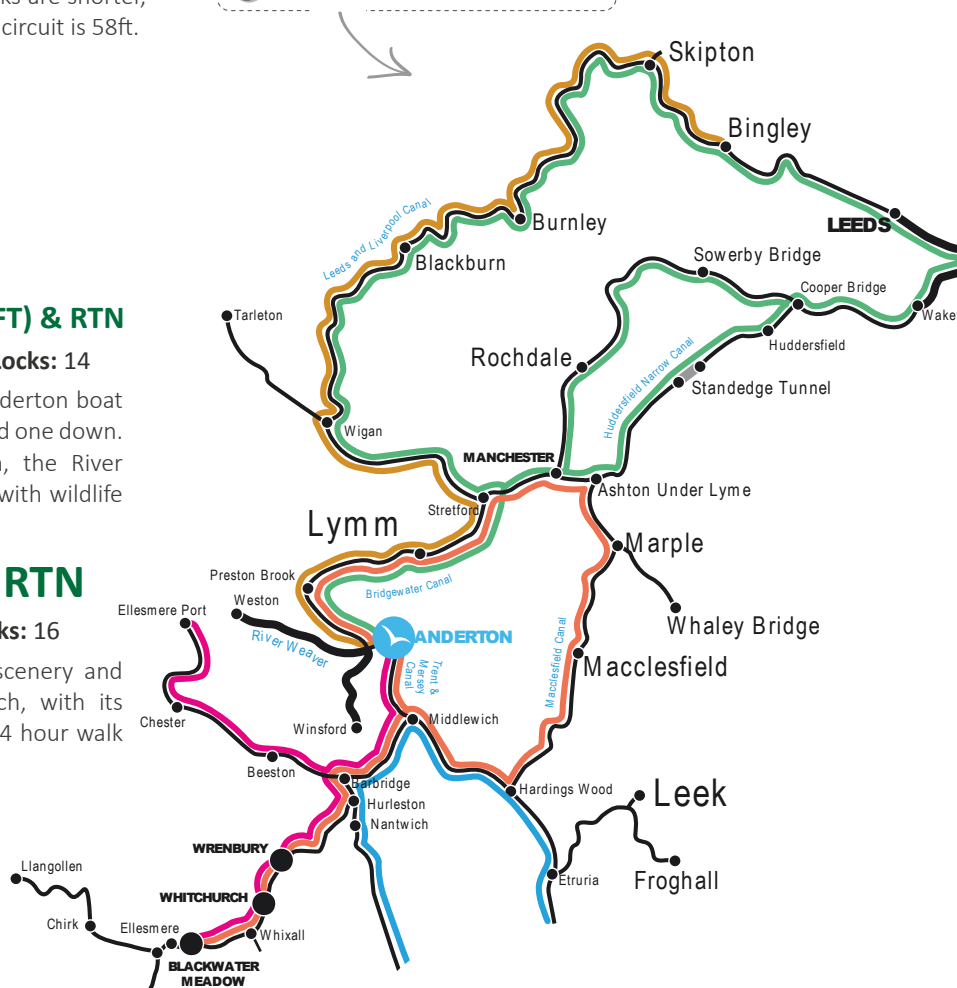 ks are shorter,
circuit is 58ft.
FT) & RTN
ocks: 14
nderton boat
d one down.
n, the River
with wildlife
RTN
ks: 16
scenery and
ch, with its
4 hour walk
Skipton
Bingley
LEEDS
Burnley
Leeds and Liverpool Canal
Blackburn
Sowerby Bridge
Cooper Bridge
Wakef
Tarleton
Huddersfield
Rochdale
Huddersfield Narrow Canal
Standedge Tunnel
Wigan
MANCHESTER
Ashton Under Lyme
Stretford
Lymm
Marple
Preston Brook
Bridgewater Canal
Weston
Ellesmere Port
Whaley Bridge
River Weaver
ANDERTON
Trent &
Mersey
Canal
Macclesfield Canal
Macclesfield
Chester
Winsford
Middlewich
Beeston
Barbridge
Hardings Wood
Leek
Hurleston
Nantwich
WRENBURY
Llangollen
Etruria
Froghall
WHITCHURCH
Chirk
Ellesmere
Whixall
BLACKWATER
MEADOW